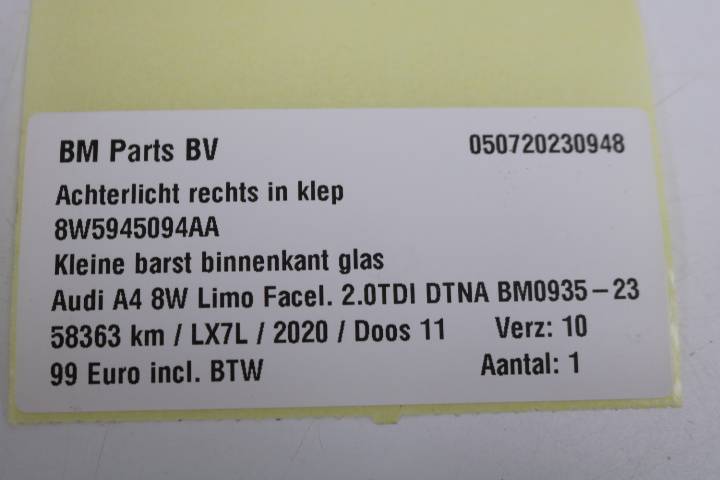 BM Parts BV 050720230948
Achterlicht rechts in klep
8W5945094AA
Kleine barst binnenkant glas
Audi A4 8W Limo Facel. 2.0TDI DTNA BM0935-23
58363 km / LX7L / 2020 / Doos 11 Verz: 10
99 Euro incl. BTW Aantal: 1